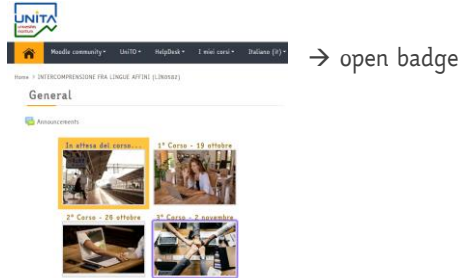 UNITA
Moodle community UniTO HelpDesk I miei corsi Italiano (it)
→ open badge
Home > INTERCOMPRENSIONE FRA LINGUE AFFINI
General
Announcements
In attesa del corso...
1° Corso - 19 ottobre
2° Corso - 26 ottobre
3° Corso - 2 novembre